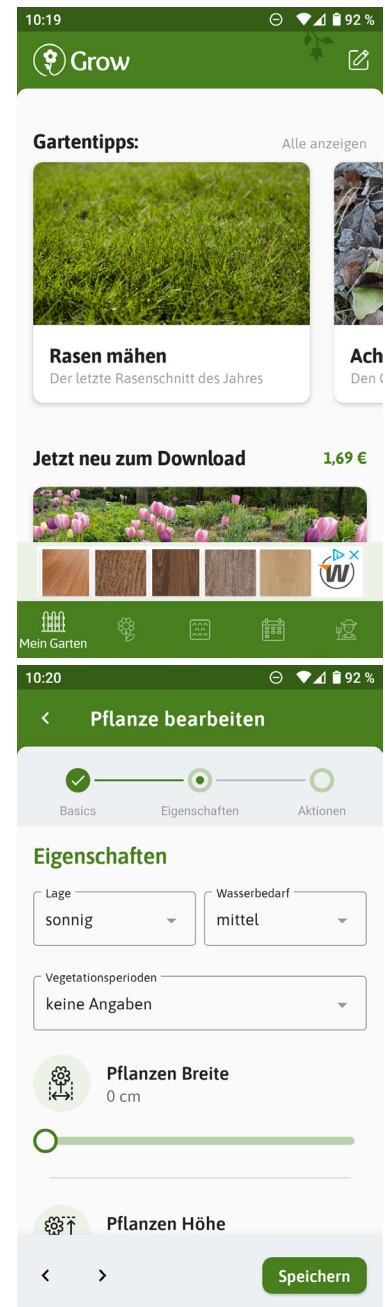 10:19
92 %
Grow
Gartentipps:
Alle anzeigen
Rasen mähen
Der letzte Rasenschnitt des Jahres
Ach
Den
Jetzt neu zum Download
1,69 €
W
Mein Garten
10:20
92 %
Pflanze bearbeiten
Basics
Eigenschaften
Aktionen
Eigenschaften
Lage
Wasserbedarf
sonnig
mittel
Vegetationsperioden
keine Angaben
Pflanzen Breite
0 cm
Pflanzen Höhe
Speichern